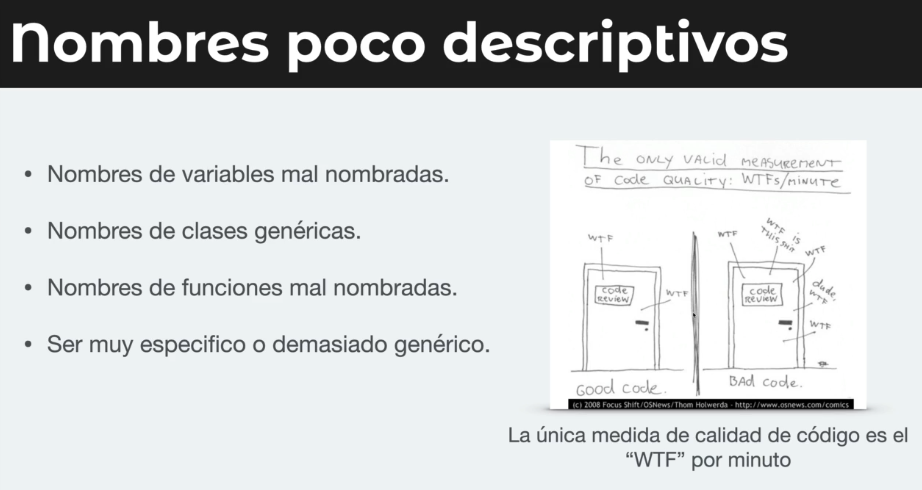 Nombres poco descriptivos
• Nombres de variables mal nombradas.
• Nombres de clases genéricas.
• Nombres de funciones mal nombradas.
• Ser muy especifico o demasiado genérico.
The ONLY VALID MEASUREMENT
OF Code QUALITY: WTFs/MINUTE
WTF
code
REVIEW
WTF
Good code.
WTF
WTF IS
THIS SHIT
WTF
code
REVIEW
dude,
WTF
WTF
BAd code.
(c) 2008 Focus Shift/OSNews/Thom Holwerda - http://www.osnews.com/comics
La única medida de calidad de código es el
“WTF” por minuto